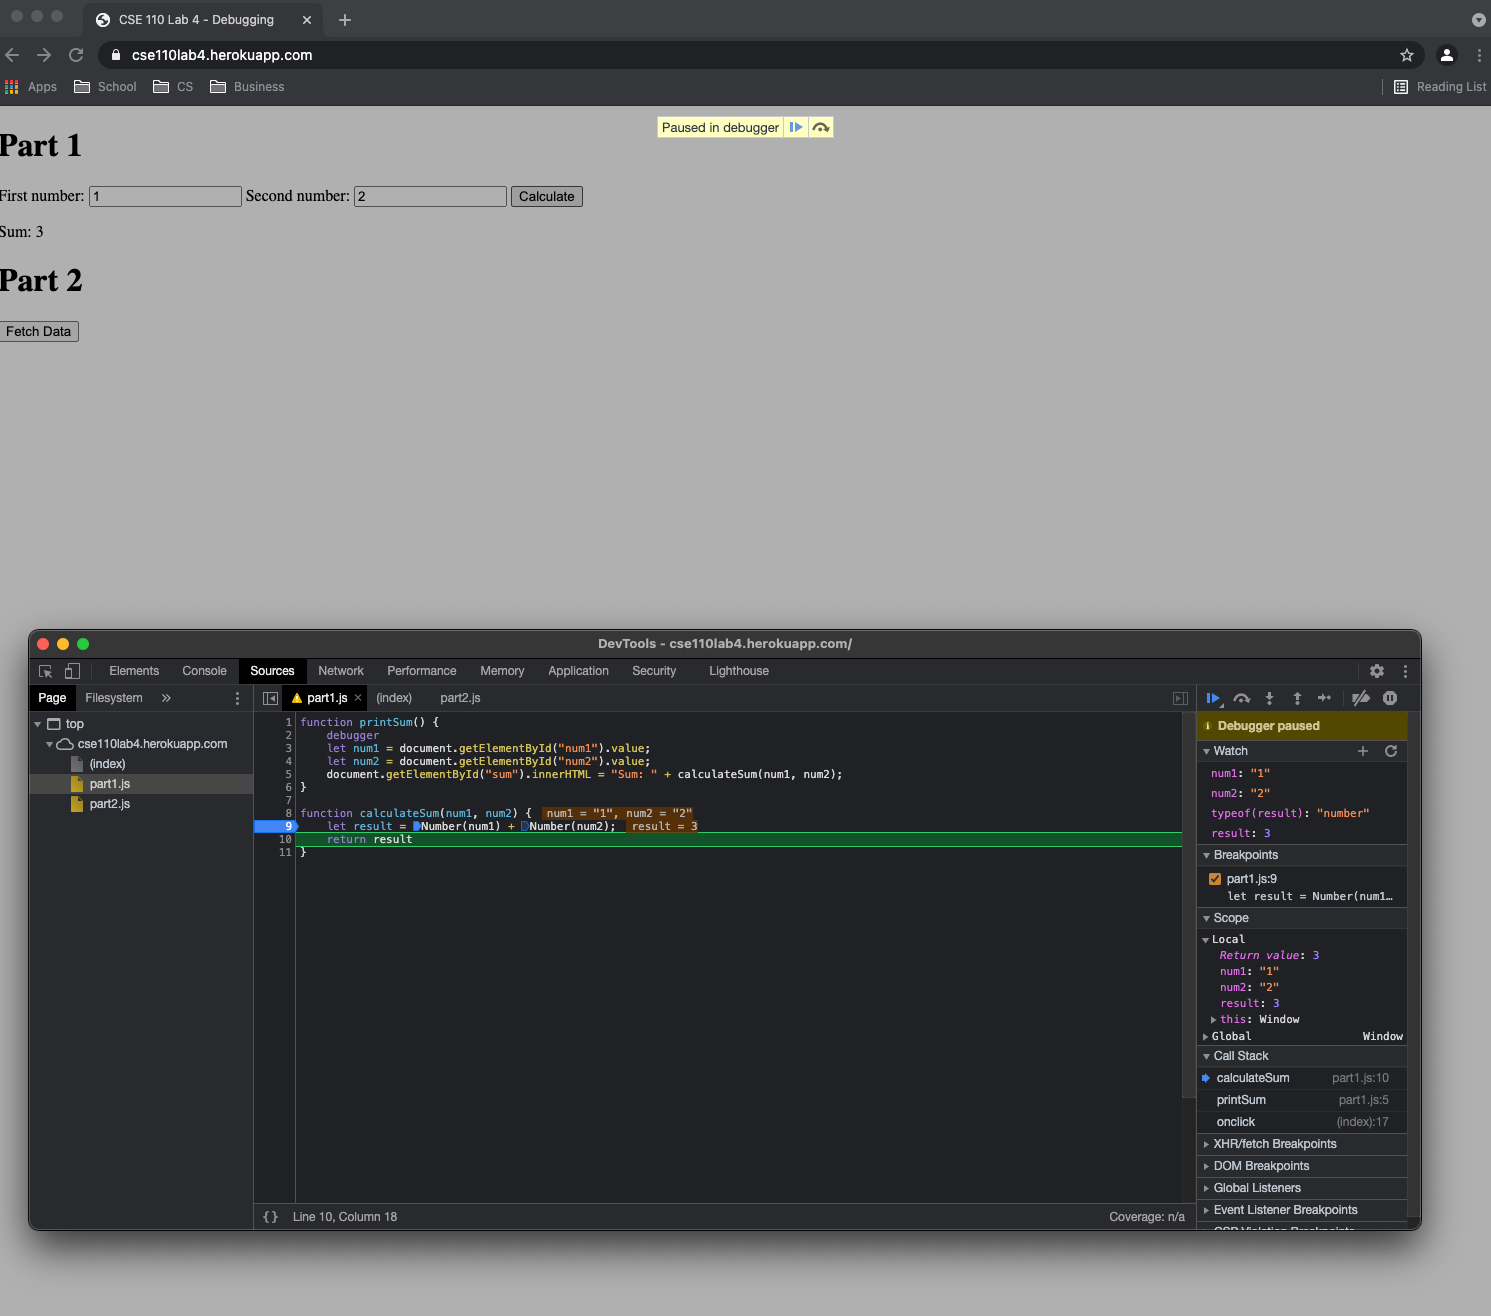 CSE 110 Lab 4 - Debugging
cse110lab4.herokuapp.com
Apps School CS Business Reading List
Paused in debugger
Part 1
First number: 1 Second number: 2 Calculate
Sum: 3
Part 2
Fetch Data
DevTools - cse110lab4.herokuapp.com/
Elements Console Sources Network Performance Memory Application Security Lighthouse
Page Filesystem »
part1.js (index) part2.js
top
cse110lab4.herokuapp.com
(index)
part1.js
part2.js
1 function printSum() {
2 debugger
3 let num1 = document.getElementById("num1").value;
4 let num2 = document.getElementById("num2").value;
5 document.getElementById("sum").innerHTML = "Sum: " + calculateSum(num1, num2);
6 }
7
8 function calculateSum(num1, num2) { num1 = "1", num2 = "2"
9 let result = Number(num1) + Number(num2); result = 3
10 return result
11 }
{ } Line 10, Column 18 Coverage: n/a
Debugger paused
Watch
num1: "1"
num2: "2"
typeof(result): "number"
result: 3
Breakpoints
part1.js:9
let result = Number(num1…
Scope
Local
Return value: 3
num1: "1"
num2: "2"
result: 3
this: Window
Global Window
Call Stack
calculateSum part1.js:10
printSum part1.js:5
onclick (index):17
XHR/fetch Breakpoints
DOM Breakpoints
Global Listeners
Event Listener Breakpoints
CSP Violation Breakpoints